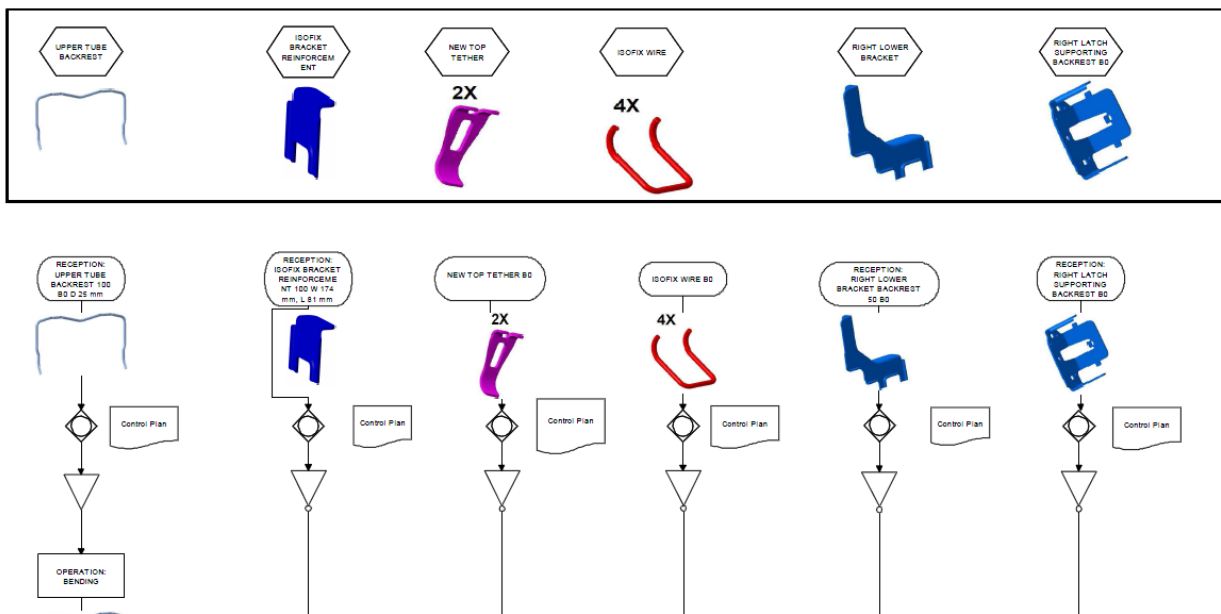 UPPER TUBE
BACKREST
ISOFIX
BRACKET
REINFORCEM
ENT
NEW TOP
TETHER
ISOFIX WIRE
RIGHT LOWER
BRACKET
RIGHT LATCH
SUPPORTING
BACKREST B0
2X
4X
RECEPTION:
UPPER TUBE
BACKREST 100
B0 D 25 mm
RECEPTION:
ISOFIX BRACKET
REINFORCEME
NT 100 W 174
mm, L 81 mm
NEW TOP TETHER B0
ISOFIX WIRE B0
RECEPTION:
RIGHT LOWER
BRACKET BACKREST
50 B0
RECEPTION:
RIGHT LATCH
SUPPORTING
BACKREST B0
2X
4X
Control Plan
Control Plan
Control Plan
Control Plan
Control Plan
Control Plan
OPERATION:
BENDING